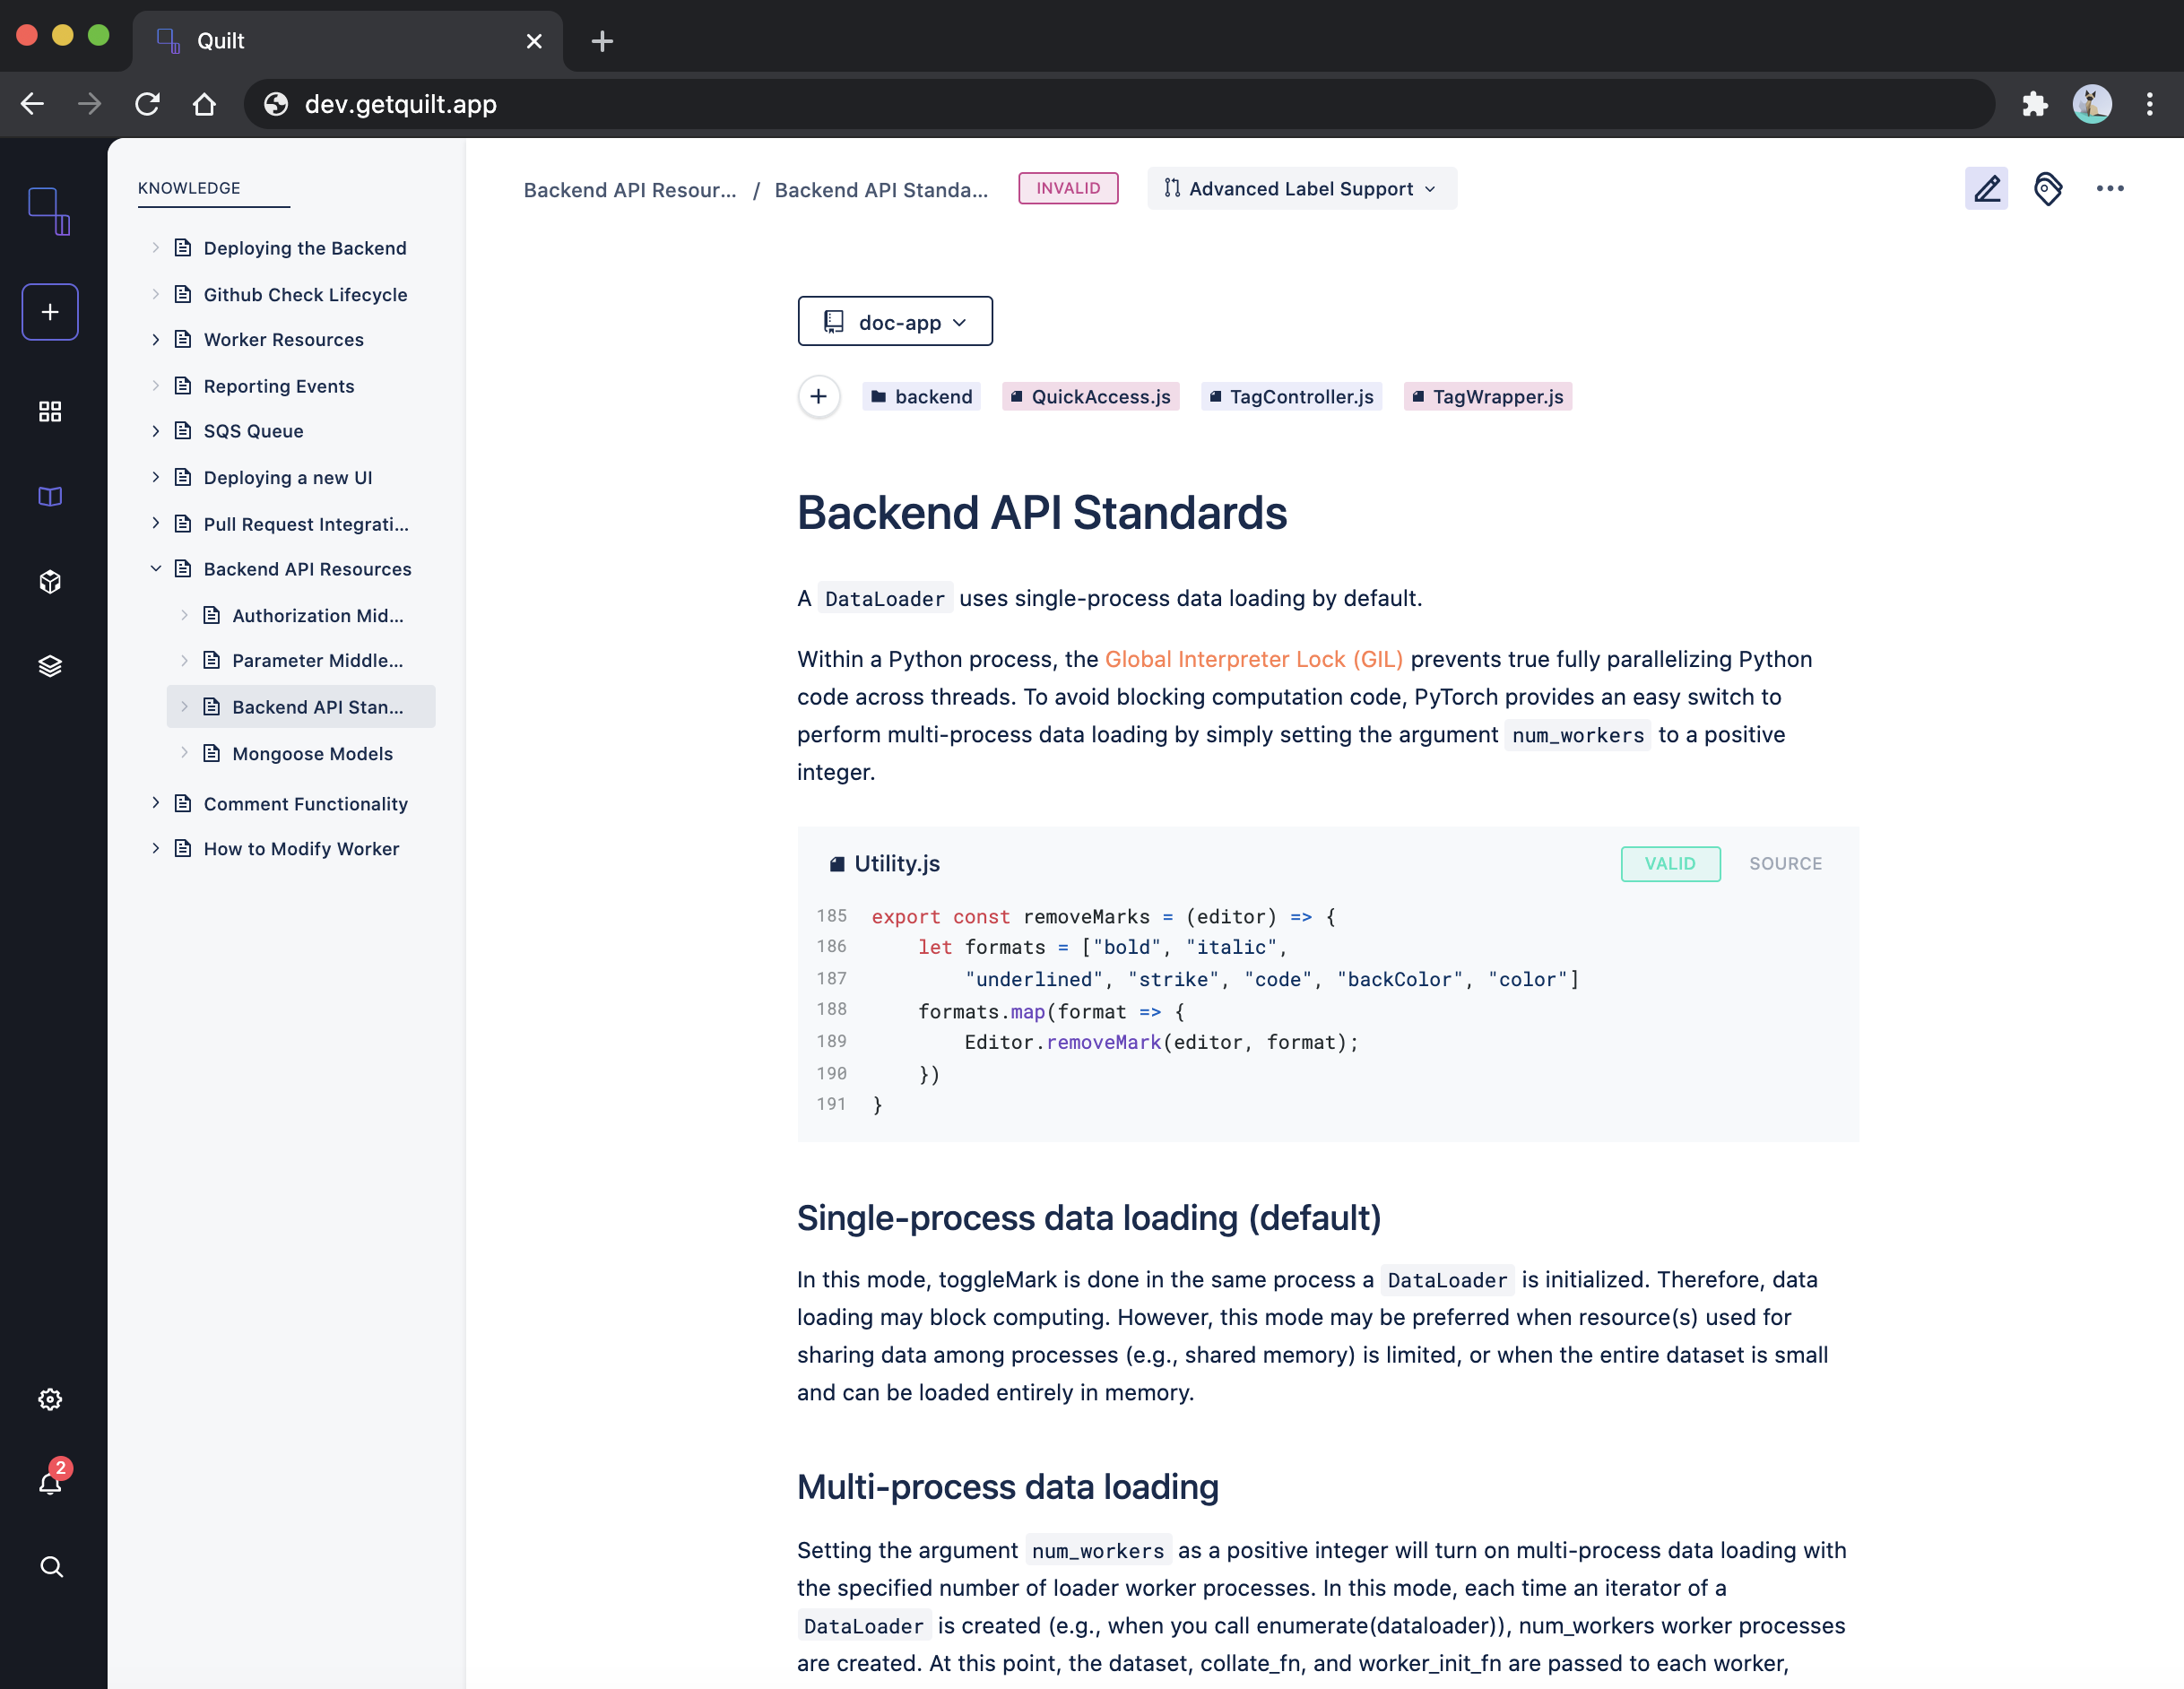 Quilt
dev.getquilt.app
KNOWLEDGE
Deploying the Backend
Github Check Lifecycle
Worker Resources
Reporting Events
SQS Queue
Deploying a new UI
Pull Request Integrati...
Backend API Resources
Authorization Mid...
Parameter Middle...
Backend API Stan...
Mongoose Models
Comment Functionality
How to Modify Worker
2
Backend API Resour... / Backend API Standa... INVALID Advanced Label Support
doc-app
backend QuickAccess.js TagController.js TagWrapper.js
Backend API Standards
A DataLoader uses single-process data loading by default.
Within a Python process, the Global Interpreter Lock (GIL) prevents true fully parallelizing Python
code across threads. To avoid blocking computation code, PyTorch provides an easy switch to
perform multi-process data loading by simply setting the argument num_workers to a positive
integer.
Utility.js VALID SOURCE
185 export const removeMarks = (editor) => {
186     let formats = ["bold", "italic",
187         "underlined", "strike", "code", "backColor", "color"]
188     formats.map(format => {
189         Editor.removeMark(editor, format);
190     })
191 }
Single-process data loading (default)
In this mode, toggleMark is done in the same process a DataLoader is initialized. Therefore, data
loading may block computing. However, this mode may be preferred when resource(s) used for
sharing data among processes (e.g., shared memory) is limited, or when the entire dataset is small
and can be loaded entirely in memory.
Multi-process data loading
Setting the argument num_workers as a positive integer will turn on multi-process data loading with
the specified number of loader worker processes. In this mode, each time an iterator of a
DataLoader is created (e.g., when you call enumerate(dataloader)), num_workers worker processes
are created. At this point, the dataset, collate_fn, and worker_init_fn are passed to each worker,